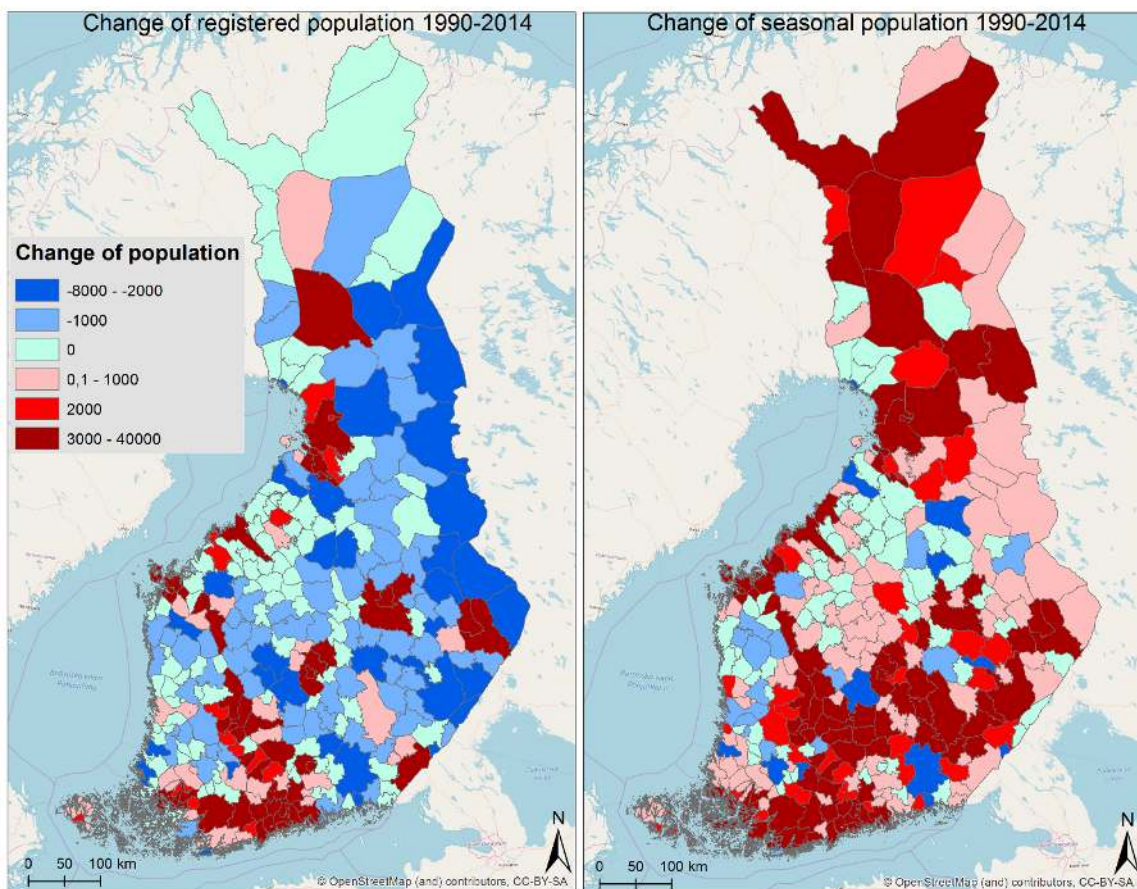 Change of registered population 1990-2014
Change of population
-8000 - -2000
-1000
0
0,1 - 1000
2000
3000 - 40000
N
0 50 100 km
© OpenStreetMap (and) contributors, CC-BY-SA
Change of seasonal population 1990-2014
N
0 50 100 km
© OpenStreetMap (and) contributors, CC-BY-SA